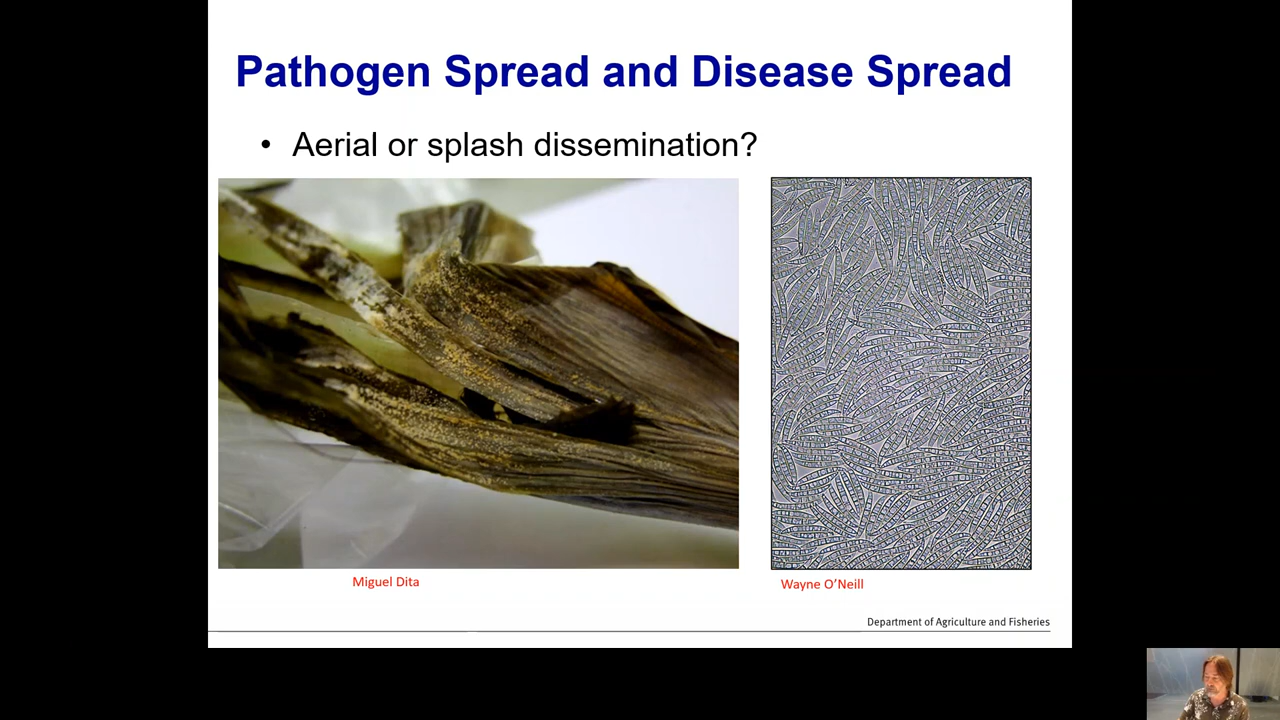 Pathogen Spread and Disease Spread
• Aerial or splash dissemination?
Miguel Dita
Wayne O'Neill
Department of Agriculture and Fisheries